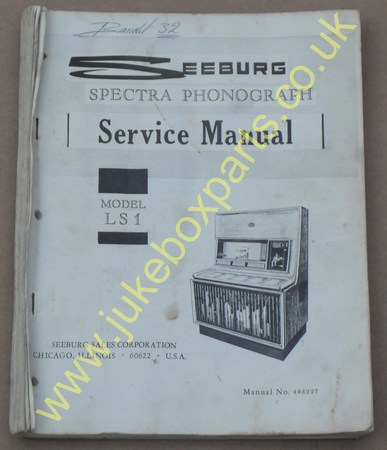 32
SEEBURG
SPECTRA PHONOGRAPH
Service Manual
MODEL
LS1
SEEBURG SALES CORPORATION
CHICAGO, ILLINOIS · 60622 · U.S.A.
Manual No.
www.jukeboxparts.co.uk